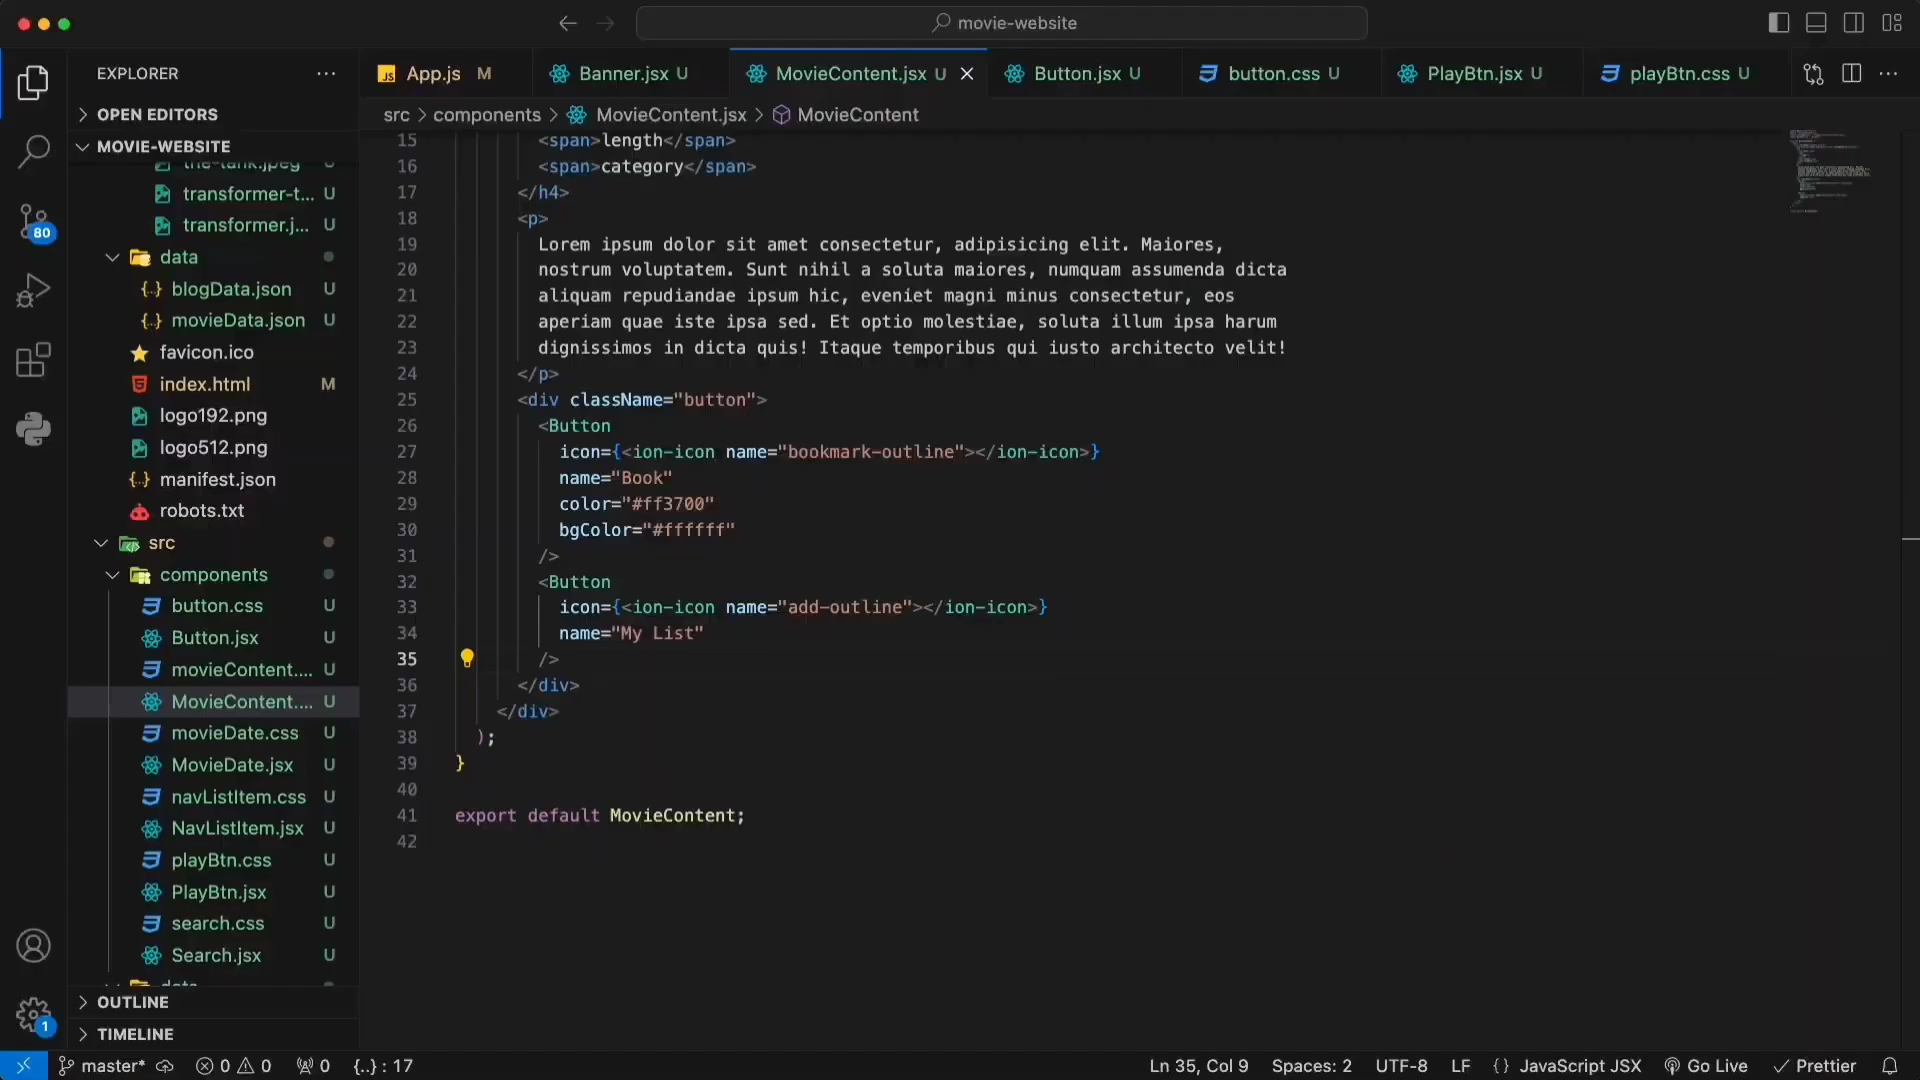 movie-website
EXPLORER
OPEN EDITORS
MOVIE-WEBSITE
the-tank.jpeg U
transformer-t... U
transformer.j... U
data
blogData.json U
movieData.json U
favicon.ico
index.html M
logo192.png
logo512.png
manifest.json
robots.txt
src
components
button.css U
Button.jsx U
movieContent.... U
MovieContent.... U
movieDate.css U
MovieDate.jsx U
navListItem.css U
NavListItem.jsx U
playBtn.css U
PlayBtn.jsx U
search.css U
Search.jsx U
data
OUTLINE
TIMELINE
80
1
JS App.js M
Banner.jsx U
MovieContent.jsx U
Button.jsx U
button.css U
PlayBtn.jsx U
playBtn.css U
src > components > MovieContent.jsx > MovieContent
15 <span>length</span>
16 <span>category</span>
17 </h4>
18 <p>
19 Lorem ipsum dolor sit amet consectetur, adipisicing elit. Maiores,
20 nostrum voluptatem. Sunt nihil a soluta maiores, numquam assumenda dicta
21 aliquam repudiandae ipsum hic, eveniet magni minus consectetur, eos
22 aperiam quae iste ipsa sed. Et optio molestiae, soluta illum ipsa harum
23 dignissimos in dicta quis! Itaque temporibus qui iusto architecto velit!
24 </p>
25 <div className="button">
26 <Button
27 icon={<ion-icon name="bookmark-outline"></ion-icon>}
28 name="Book"
29 color="#ff3700"
30 bgColor="#ffffff"
31 />
32 <Button
33 icon={<ion-icon name="add-outline"></ion-icon>}
34 name="My List"
35 />
36 </div>
37 </div>
38 );
39 }
40
41 export default MovieContent;
42
master* 0 0 0 {..} : 17
Ln 35, Col 9 Spaces: 2 UTF-8 LF {} JavaScript JSX Go Live Prettier